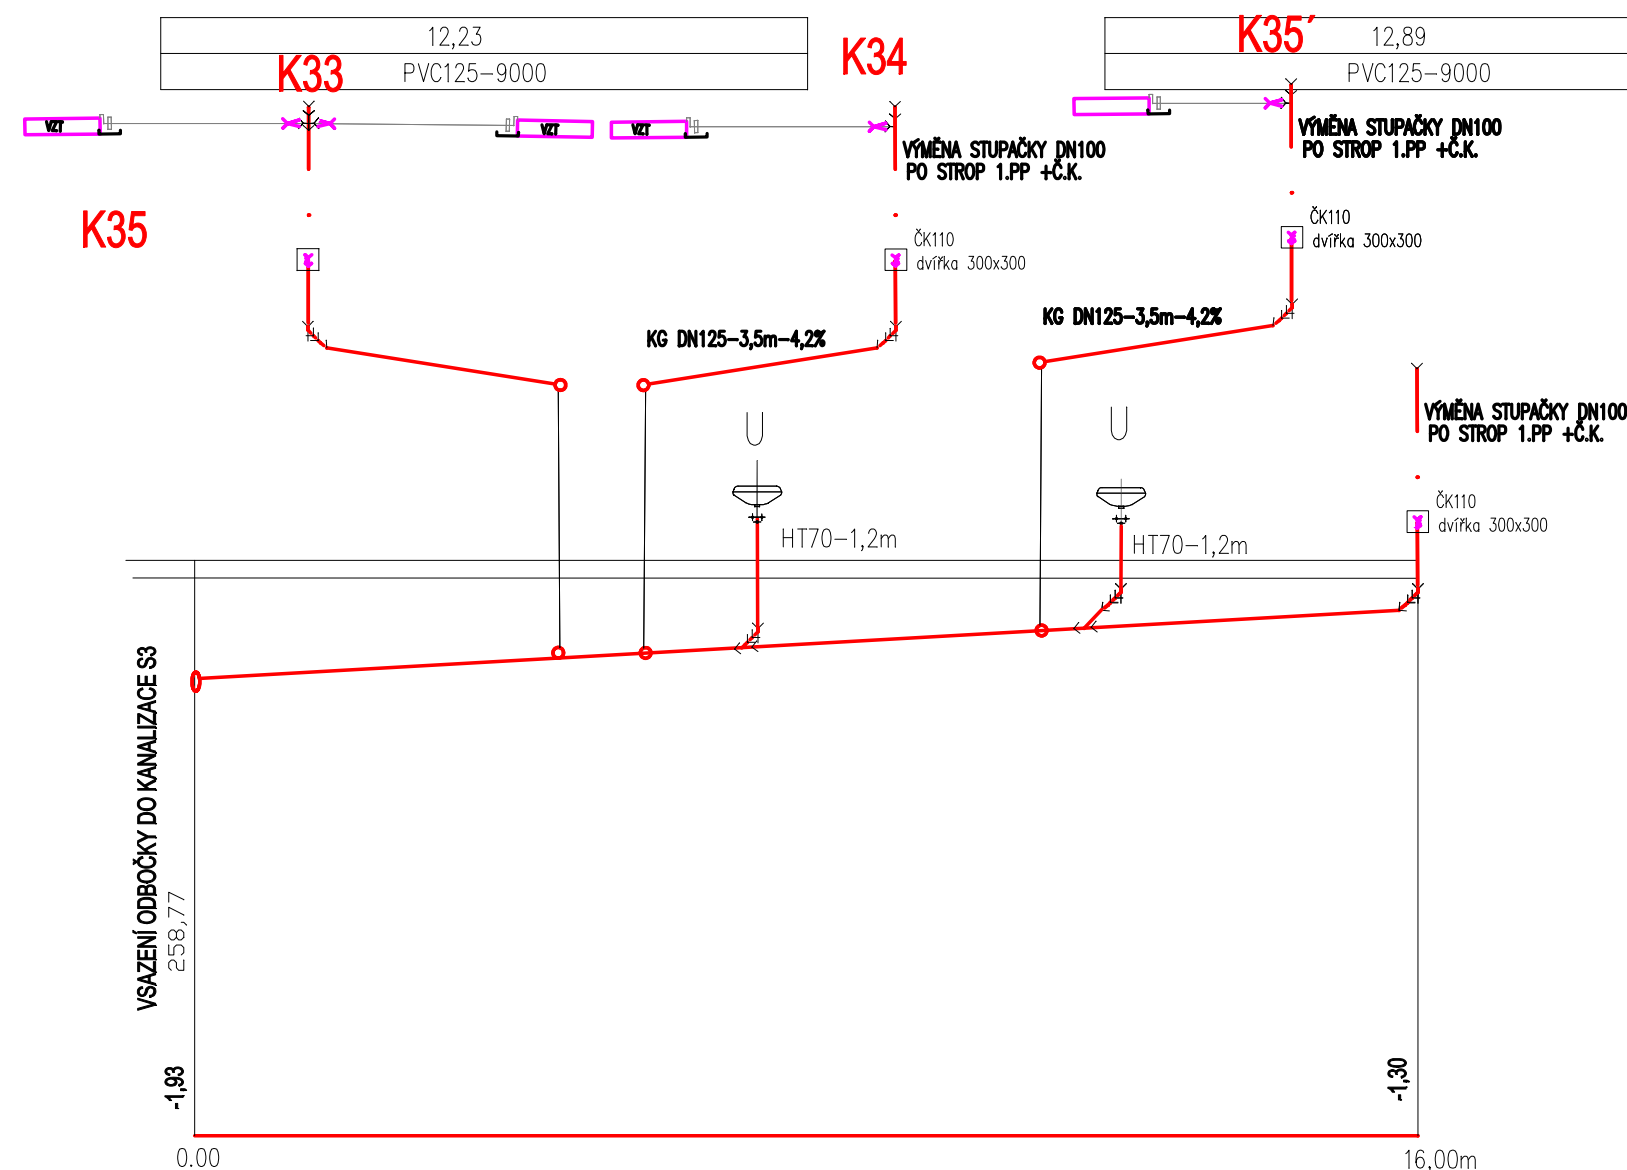 12,23
PVC125-9000
K33
K34
K35´
12,89
PVC125-9000
VZT
VZT
VZT
VÝMĚNA STUPAČKY DN100
PO STROP 1.PP +Č.K.
VÝMĚNA STUPAČKY DN100
PO STROP 1.PP +Č.K.
K35
ČK110
dvířka 300x300
ČK110
dvířka 300x300
KG DN125-3,5m-4,2%
KG DN125-3,5m-4,2%
U
U
VÝMĚNA STUPAČKY DN100
PO STROP 1.PP +Č.K.
ČK110
dvířka 300x300
HT70-1,2m
HT70-1,2m
VSAZENÍ ODBOČKY DO KANALIZACE S3
258,77
-1,93
-1,30
0.00
16,00m